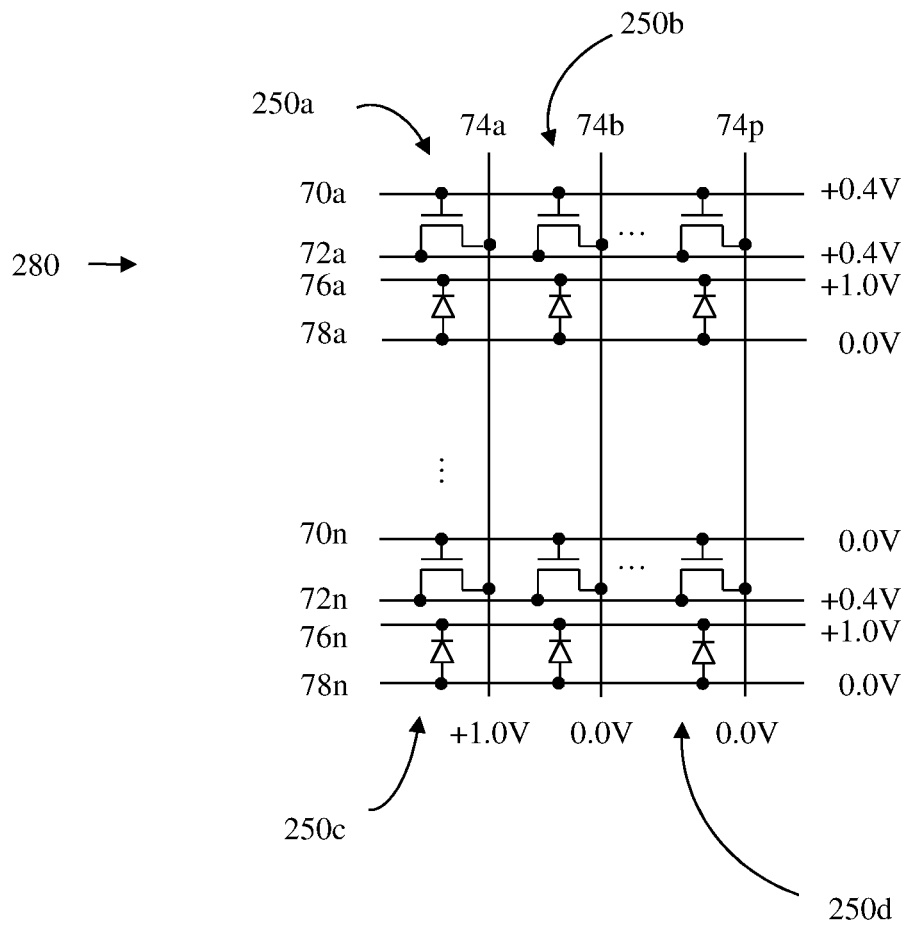 250b
250a
74a 74b 74p
70a +0.4V
...
280 72a +0.4V
76a +1.0V
78a 0.0V
...
70n 0.0V
...
72n +0.4V
76n +1.0V
78n 0.0V
+1.0V 0.0V 0.0V
250c
250d